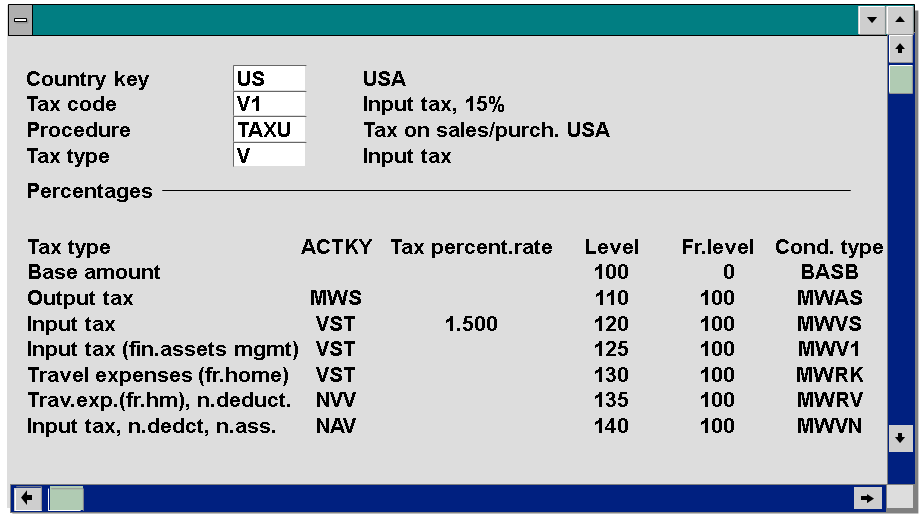 Country key US USA
Tax code V1 Input tax, 15%
Procedure TAXU Tax on sales/purch. USA
Tax type V Input tax
Percentages
Tax type ACTKY Tax percent.rate Level Fr.level Cond. type
Base amount 100 0 BASB
Output tax MWS 110 100 MWAS
Input tax VST 1.500 120 100 MWVS
Input tax (fin.assets mgmt) VST 125 100 MWV1
Travel expenses (fr.home) VST 130 100 MWRK
Trav.exp.(fr.hm), n.deduct. NVV 135 100 MWRV
Input tax, n.dedct, n.ass. NAV 140 100 MWVN